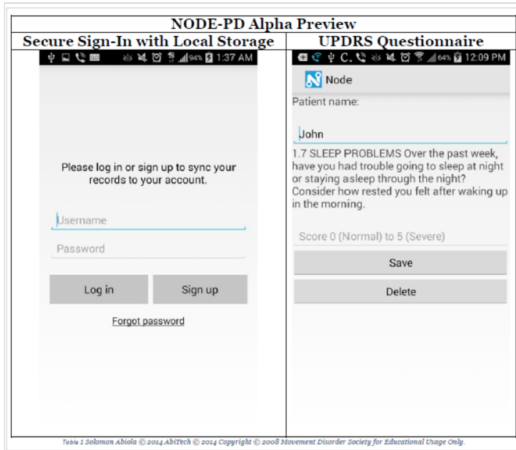 NODE-PD Alpha Preview
Secure Sign-In with Local Storage
94% 1:37 AM
Please log in or sign up to sync your
records to your account.
Username
Password
Log in
Sign up
Forgot password
UPDRS Questionnaire
64% 12:09 PM
Node
Patient name:
John
1.7 SLEEP PROBLEMS Over the past week,
have you had trouble going to sleep at night
or staying asleep through the night?
Consider how rested you felt after waking up
in the morning.
Score 0 (Normal) to 5 (Severe)
Save
Delete
Table 1 Solomon Abiola © 2014 AbiTech © 2014 Copyright © 2008 Movement Disorder Society for Educational Usage Only.